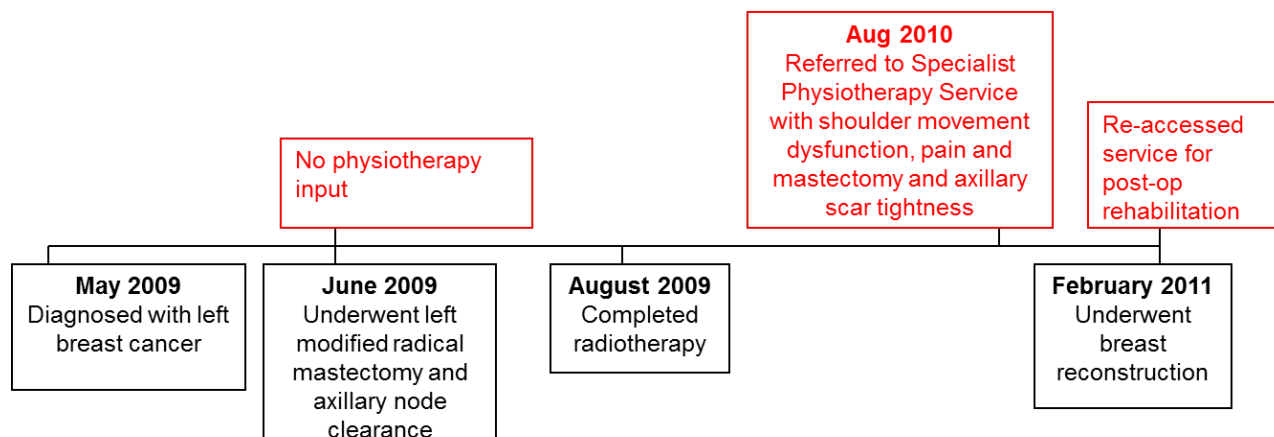 Aug 2010
Referred to Specialist
Physiotherapy Service
with shoulder movement
dysfunction, pain and
mastectomy and axillary
scar tightness
No physiotherapy
input
Re-accessed
service for
post-op
rehabilitation
May 2009
Diagnosed with left
breast cancer
June 2009
Underwent left
modified radical
mastectomy and
axillary node
clearance
August 2009
Completed
radiotherapy
February 2011
Underwent
breast
reconstruction